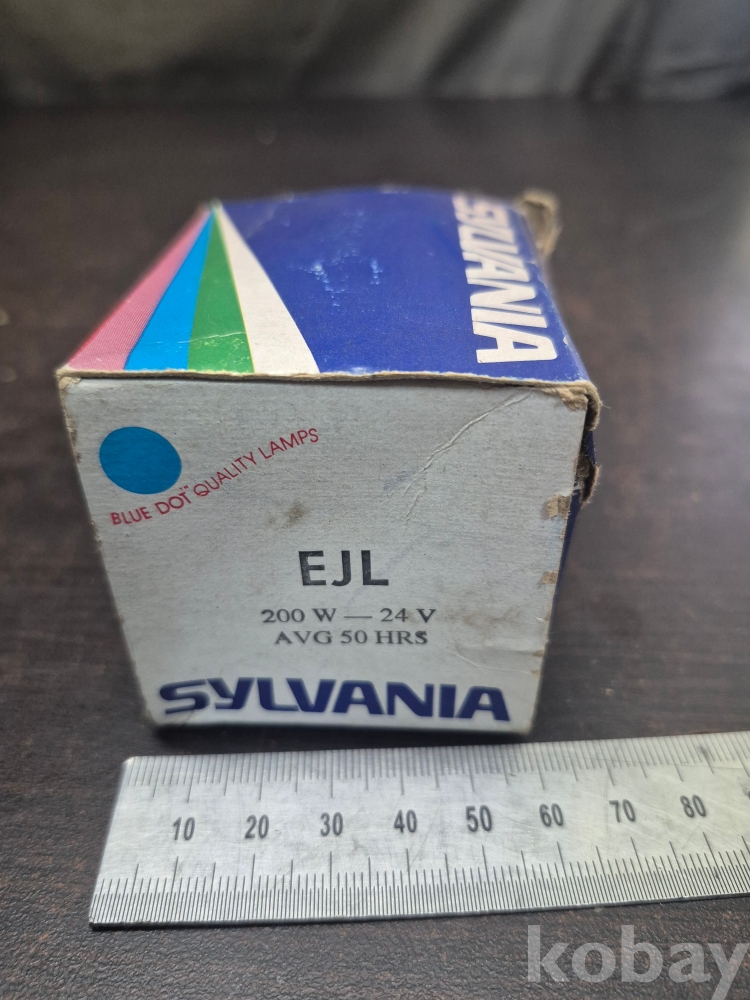 SYLVANIA
BLUE DOT™ QUALITY LAMPS
EJL
200 W — 24 V
AVG 50 HRS
SYLVANIA
10 20 30 40 50 60 70 80
kobay